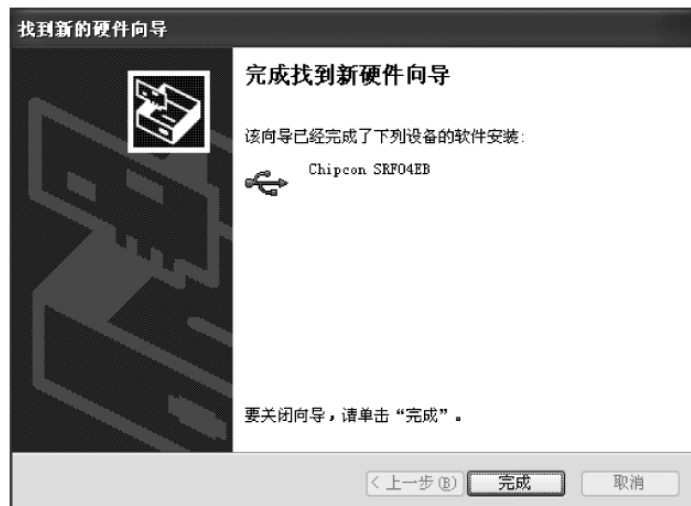 找到新的硬件向导
完成找到新硬件向导
该向导已经完成了下列设备的软件安装:
Chipcon SRF04EB
要关闭向导，请单击“完成”。
< 上一步(B) 完成 取消